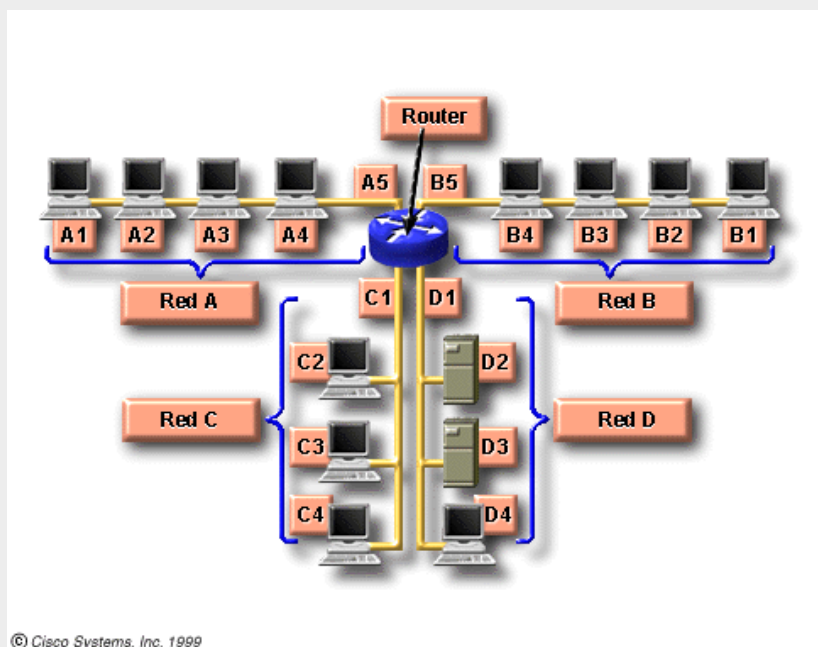 Router
A5
B5
A1
A2
A3
A4
B4
B3
B2
B1
Red A
C1
D1
Red B
C2
D2
Red C
Red D
C3
D3
C4
D4
© Cisco Systems, Inc. 1999